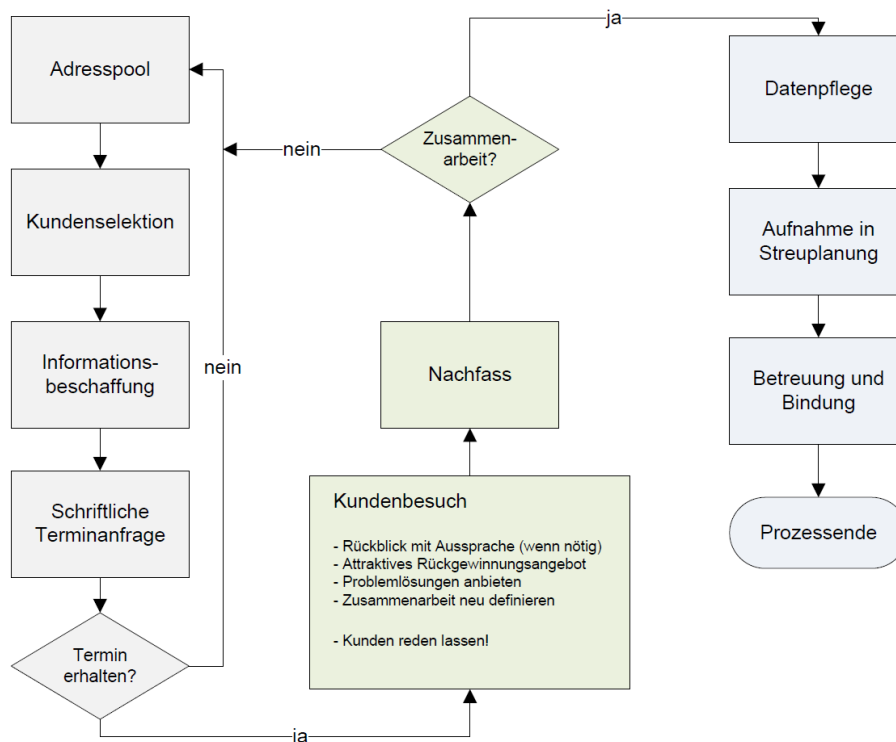 Adresspool
Kundenselektion
Informations-
beschaffung
Schriftliche
Terminanfrage
Termin
erhalten?
nein
ja
Kundenbesuch
- Rückblick mit Aussprache (wenn nötig)
- Attraktives Rückgewinnungsangebot
- Problemlösungen anbieten
- Zusammenarbeit neu definieren
- Kunden reden lassen!
Nachfass
Zusammen-
arbeit?
nein
ja
Datenpflege
Aufnahme in
Streuplanung
Betreuung und
Bindung
Prozessende